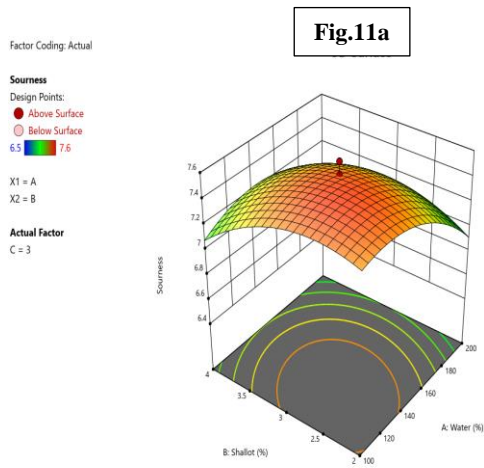 Fig.11a
Factor Coding: Actual
Sourness
Design Points:
Above Surface
Below Surface
6.5 7.6
X1 = A
X2 = B
Actual Factor
C = 3
7.6
7.4
7.2
7
6.8
6.6
6.4
Sourness
4
3.5
3
2.5
2
B: Shallot (%)
100
120
140
160
180
200
A: Water (%)